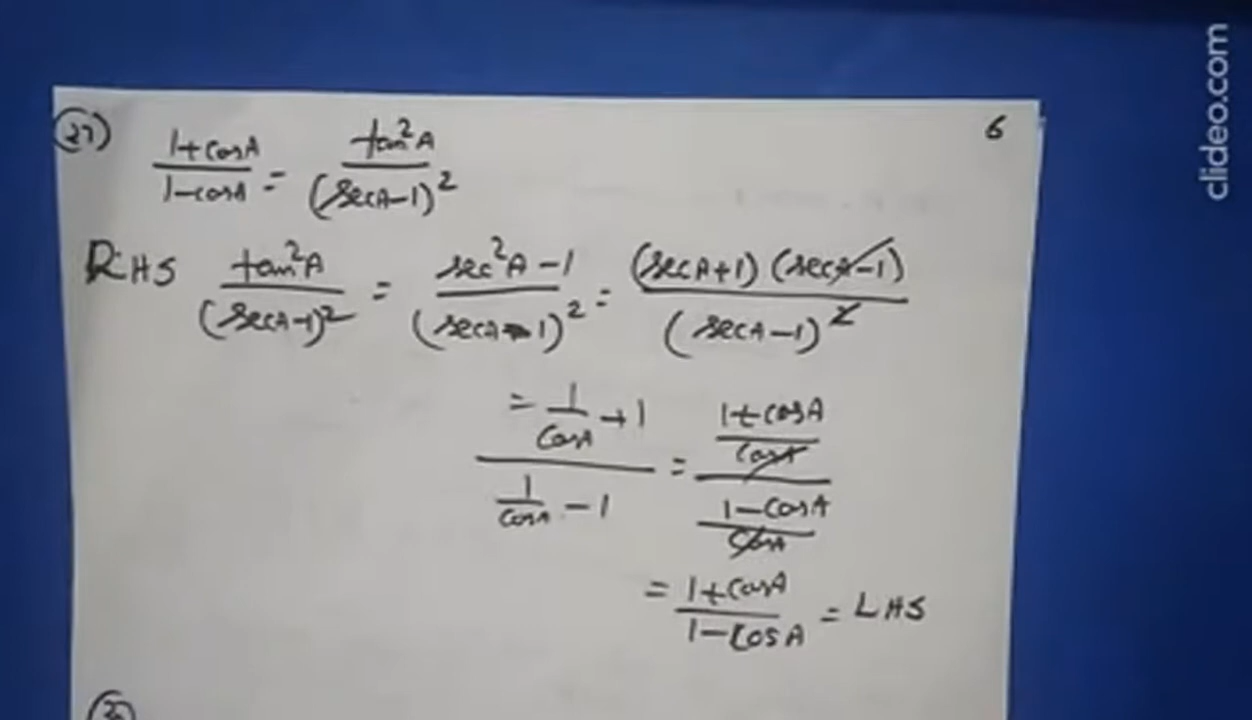 27) (1+cosA)/(1-cosA) = tan²A/(secA-1)² 6
RHS tan²A/(secA-1)² = (sec²A-1)/(secA-1)² = (secA+1)(secA-1)/(secA-1)²
= (1/cosA + 1)/(1/cosA - 1) = ((1+cosA)/cosA)/((1-cosA)/cosA)
= (1+cosA)/(1-cosA) = LHS
clideo.com